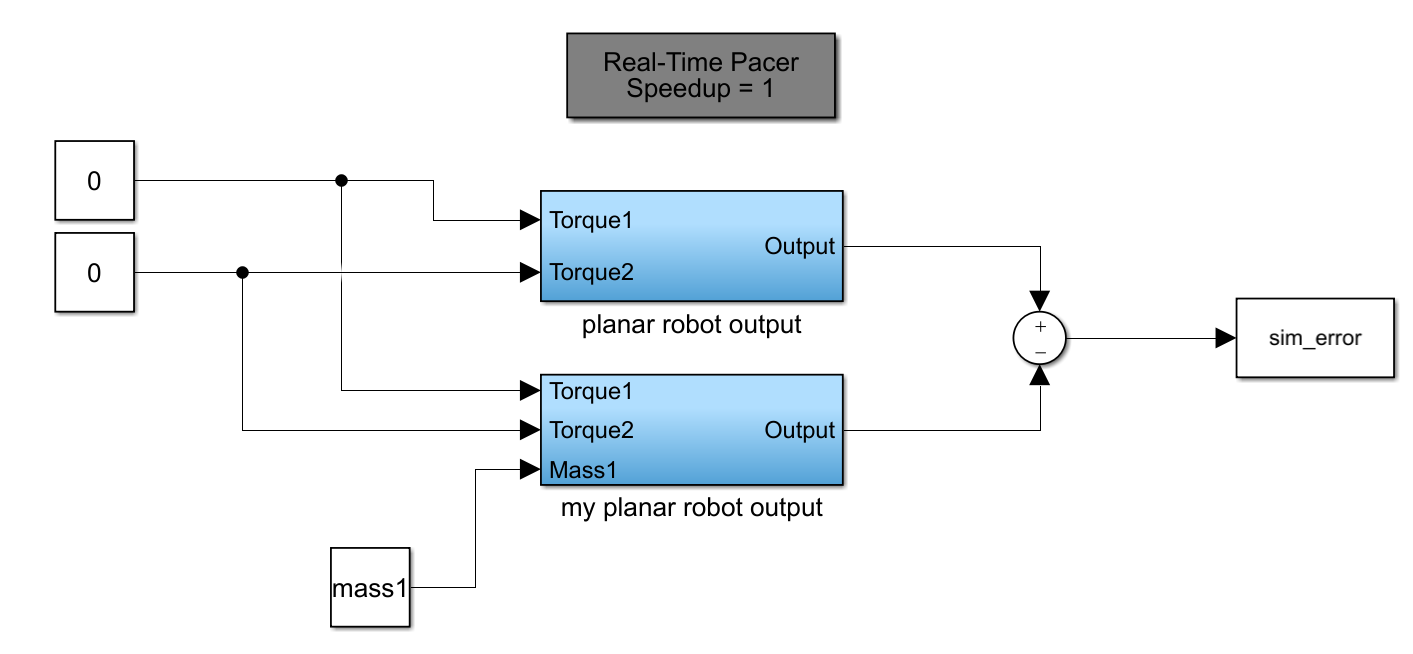 Real-Time Pacer
Speedup = 1
0
0
Torque1
Torque2
Output
planar robot output
+
−
sim_error
Torque1
Torque2
Mass1
Output
my planar robot output
mass1